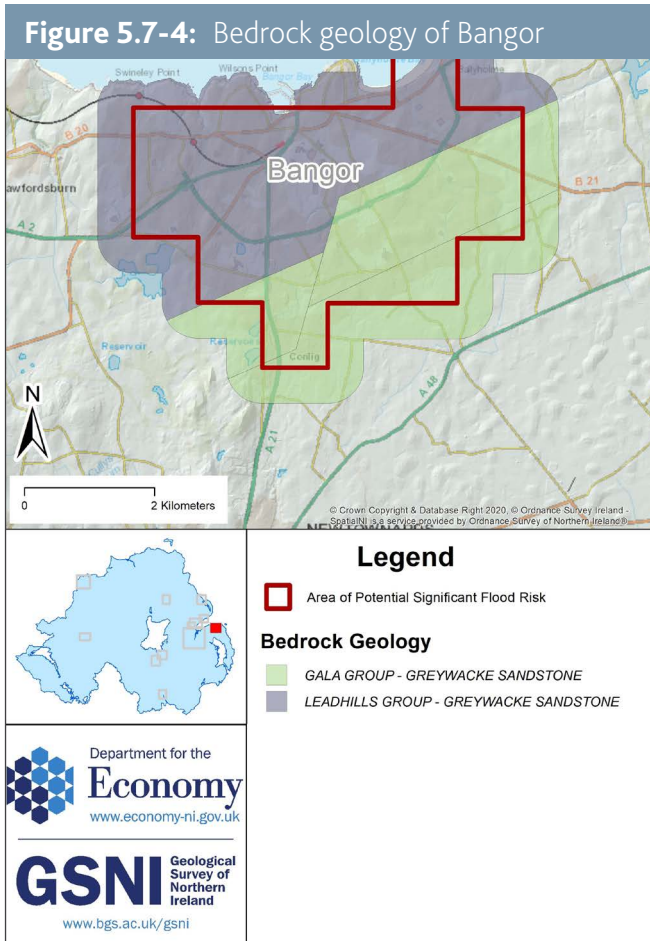 Figure 5.7-4: Bedrock geology of Bangor
Swineley Point
Wilsons Point
Bangor Bay
Ballyholme
B 20
Bangor
awfordsburn
B 21
A 2
Reservoir
Conlig
A 48
A 21
N
0 2 Kilometers
© Crown Copyright & Database Right 2020, © Ordnance Survey Ireland -
SpatialNI is a service provided by Ordnance Survey of Northern Ireland®
Legend
Area of Potential Significant Flood Risk
Bedrock Geology
GALA GROUP - GREYWACKE SANDSTONE
LEADHILLS GROUP - GREYWACKE SANDSTONE
Department for the
Economy
www.economy-ni.gov.uk
GSNI
Geological
Survey of
Northern
Ireland
www.bgs.ac.uk/gsni